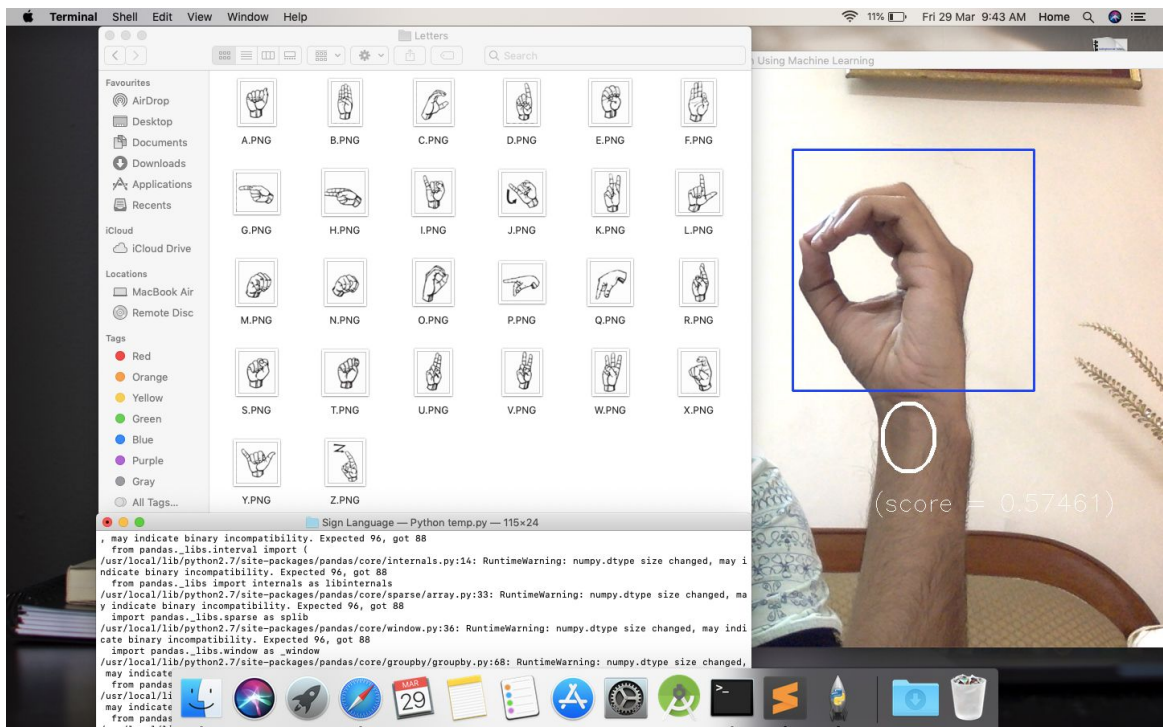 Terminal Shell Edit View Window Help
11% Fri 29 Mar 9:43 AM Home
Letters
Search
Favourites
AirDrop
Desktop
Documents
Downloads
Applications
Recents
iCloud
iCloud Drive
Locations
MacBook Air
Remote Disc
Tags
Red
Orange
Yellow
Green
Blue
Purple
Gray
All Tags...
A.PNG B.PNG C.PNG D.PNG E.PNG F.PNG
G.PNG H.PNG I.PNG J.PNG K.PNG L.PNG
M.PNG N.PNG O.PNG P.PNG Q.PNG R.PNG
S.PNG T.PNG U.PNG V.PNG W.PNG X.PNG
Z
Y.PNG Z.PNG
Using Machine Learning
O
(score = 0.57461)
Sign Language — Python temp.py — 115×24
, may indicate binary incompatibility. Expected 96, got 88
from pandas._libs.interval import (
/usr/local/lib/python2.7/site-packages/pandas/core/internals.py:14: RuntimeWarning: numpy.dtype size changed, may i
ndicate binary incompatibility. Expected 96, got 88
from pandas._libs import internals as libinternals
/usr/local/lib/python2.7/site-packages/pandas/core/sparse/array.py:33: RuntimeWarning: numpy.dtype size changed, ma
y indicate binary incompatibility. Expected 96, got 88
import pandas._libs.sparse as splib
/usr/local/lib/python2.7/site-packages/pandas/core/window.py:36: RuntimeWarning: numpy.dtype size changed, may indi
cate binary incompatibility. Expected 96, got 88
import pandas._libs.window as _window
/usr/local/lib/python2.7/site-packages/pandas/core/groupby/groupby.py:68: RuntimeWarning: numpy.dtype size changed,
may indicate
from pandas
/usr/local/li
may indicate
from pandas
MAR
29